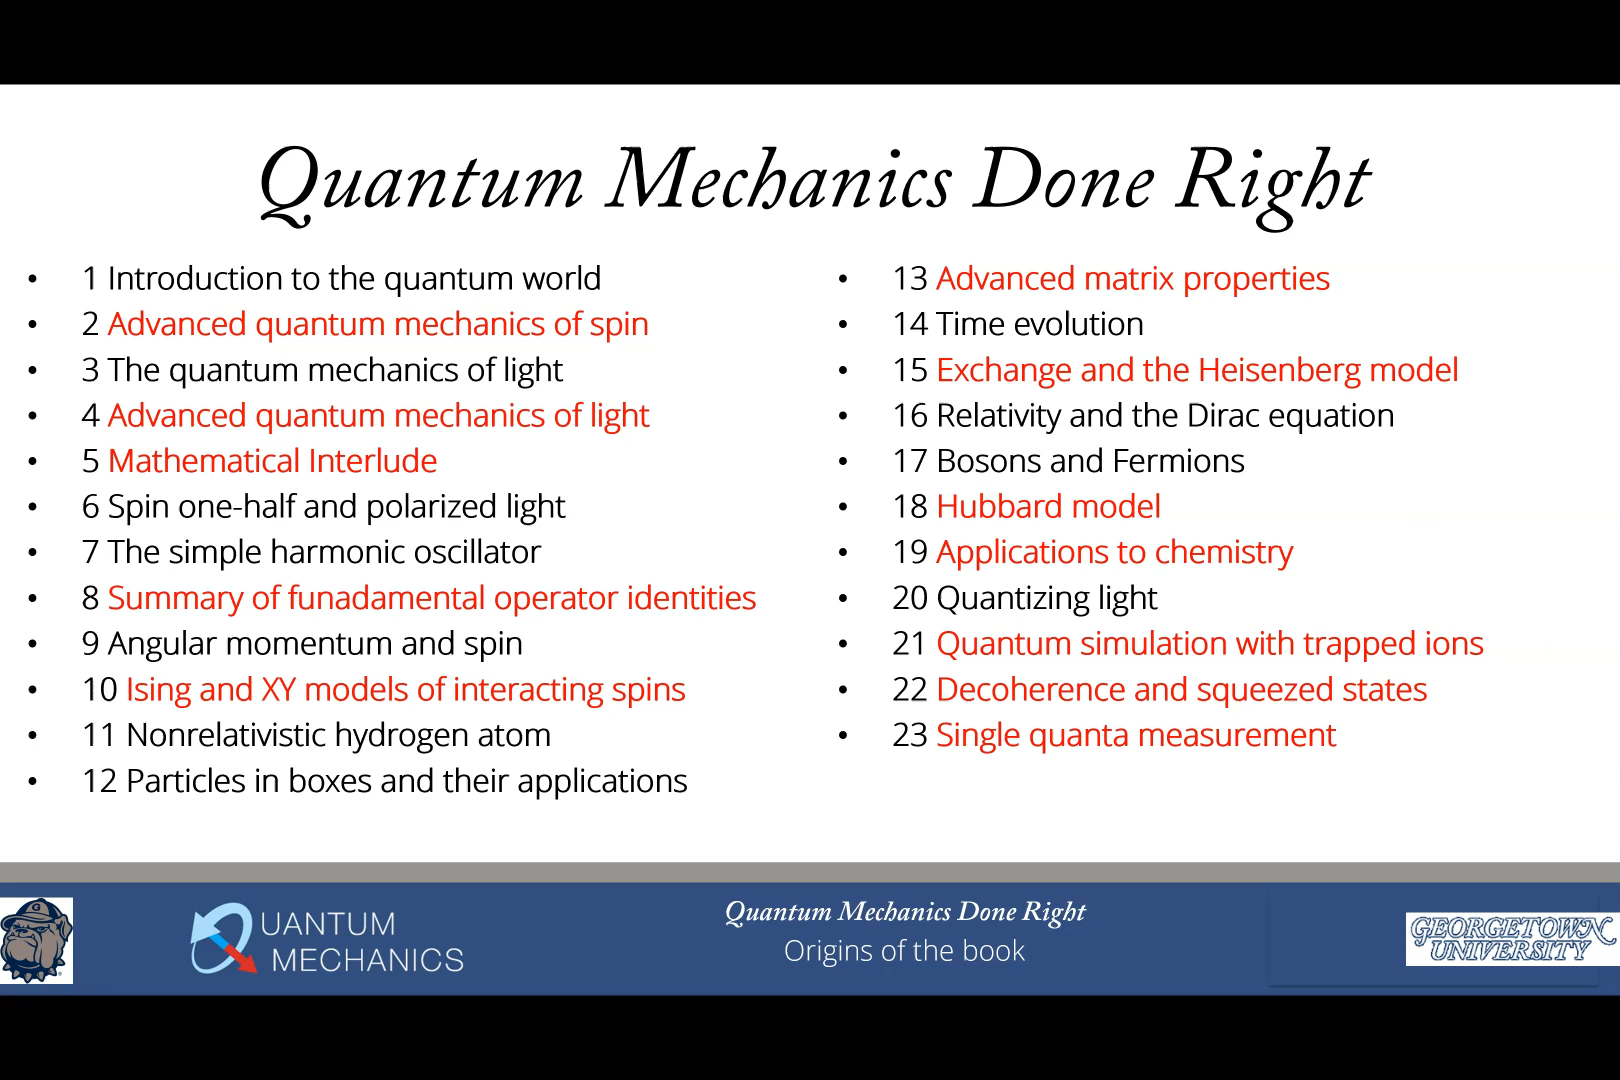 Quantum Mechanics Done Right
• 1 Introduction to the quantum world
• 2 Advanced quantum mechanics of spin
• 3 The quantum mechanics of light
• 4 Advanced quantum mechanics of light
• 5 Mathematical Interlude
• 6 Spin one-half and polarized light
• 7 The simple harmonic oscillator
• 8 Summary of funadamental operator identities
• 9 Angular momentum and spin
• 10 Ising and XY models of interacting spins
• 11 Nonrelativistic hydrogen atom
• 12 Particles in boxes and their applications
• 13 Advanced matrix properties
• 14 Time evolution
• 15 Exchange and the Heisenberg model
• 16 Relativity and the Dirac equation
• 17 Bosons and Fermions
• 18 Hubbard model
• 19 Applications to chemistry
• 20 Quantizing light
• 21 Quantum simulation with trapped ions
• 22 Decoherence and squeezed states
• 23 Single quanta measurement
G
QUANTUM
MECHANICS
Quantum Mechanics Done Right
Origins of the book
GEORGETOWN
UNIVERSITY